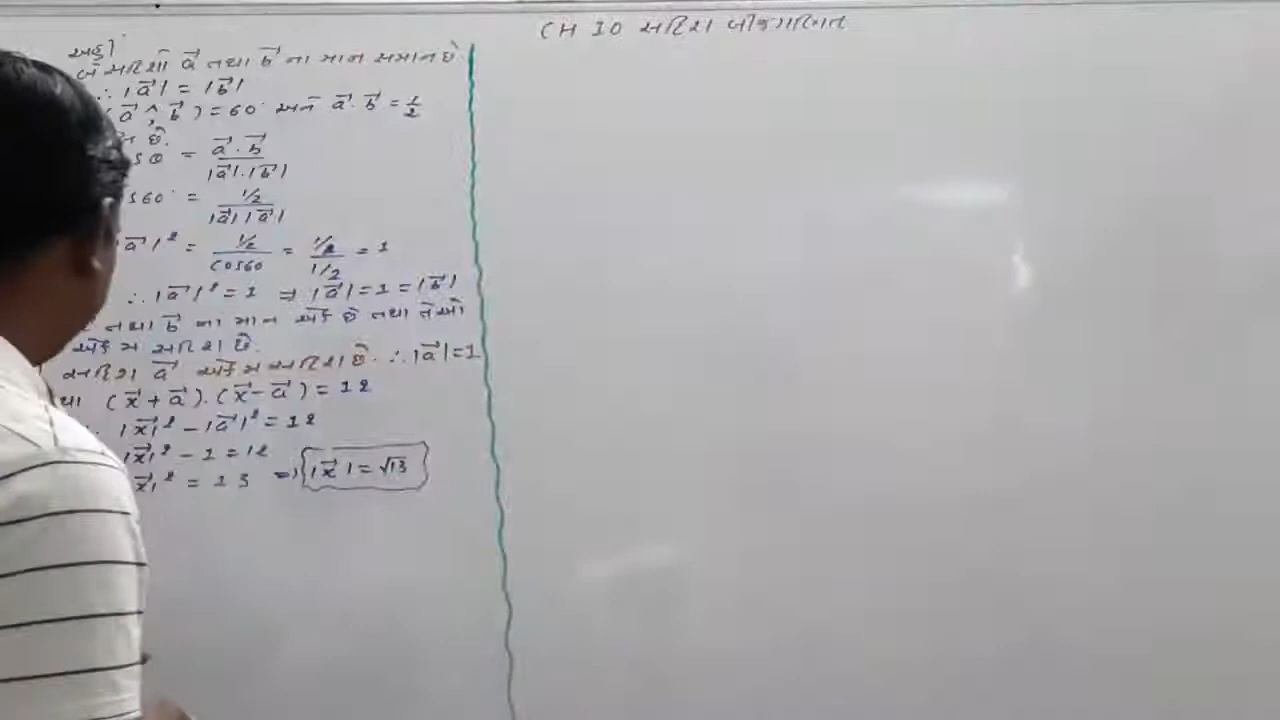 CH 10 સદિશ બીજગણિત
અહીં
બે સદિશો a⃗ તથા b⃗ ના માન સમાન છે
∴ |a⃗| = |b⃗|
(a⃗ ^, b⃗) = 60° અને a⃗ . b⃗ = 1/2
છે.
sθ = a⃗ . b⃗ / |a⃗| . |b⃗|
s60° = 1/2 / |a⃗| |a⃗|
|a⃗|² = 1/2 / cos60 = 1/2 / 1/2 = 1
∴ |a⃗|² = 1 ⇒ |a⃗| = 1 = |b⃗|
તથા b⃗ ના માન એક છે તથા તેઓ
એકમ સદિશ છે.
સદિશ a⃗ એકમ સદિશ છે. ∴ |a⃗| = 1
(x⃗ + a⃗) . (x⃗ - a⃗) = 12
|x⃗|² - |a⃗|² = 12
|x⃗|² - 1 = 12
x⃗|² = 13 ⇒ |x⃗| = √13